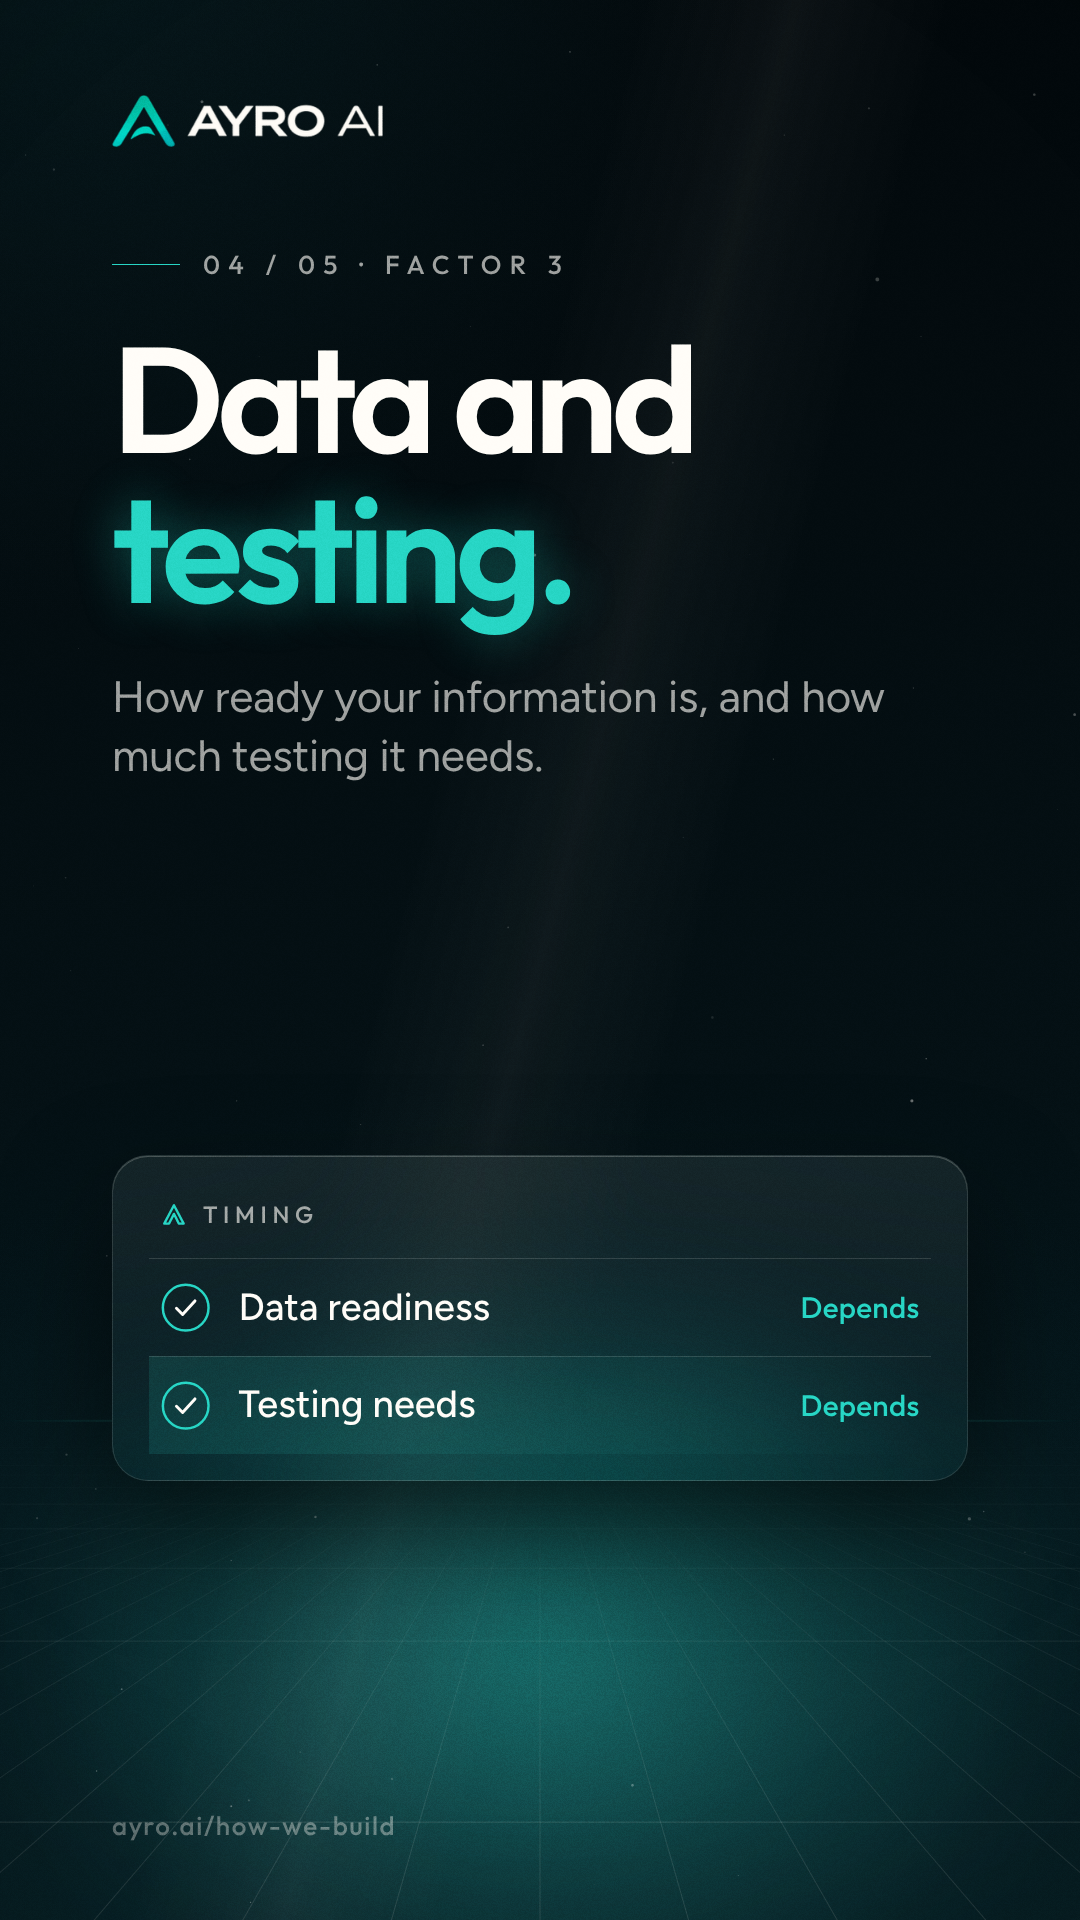 AYRO AI
04 / 05 · FACTOR 3
Data and
testing.
How ready your information is, and how
much testing it needs.
TIMING
Data readiness Depends
Testing needs Depends
ayro.ai/how-we-build